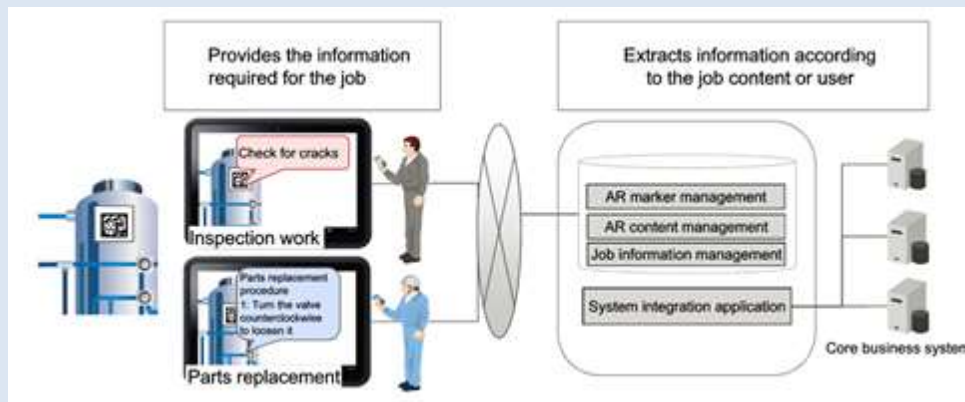 Provides the information
required for the job
Extracts information according
to the job content or user
Check for cracks
Inspection work
Parts replacement
procedure
1. Turn the valve
counterclockwise
to loosen it
Parts replacement
AR marker management
AR content management
Job information management
System integration application
Core business system